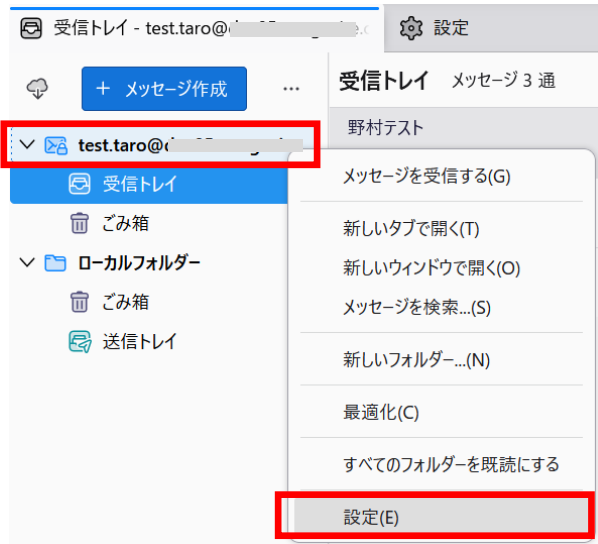 受信トレイ - test.taro@
設定
+ メッセージ作成
...
受信トレイ メッセージ 3 通
野村テスト
test.taro@
受信トレイ
ごみ箱
ローカルフォルダー
ごみ箱
送信トレイ
メッセージを受信する(G)
新しいタブで開く(T)
新しいウィンドウで開く(O)
メッセージを検索...(S)
新しいフォルダー...(N)
最適化(C)
すべてのフォルダーを既読にする
設定(E)